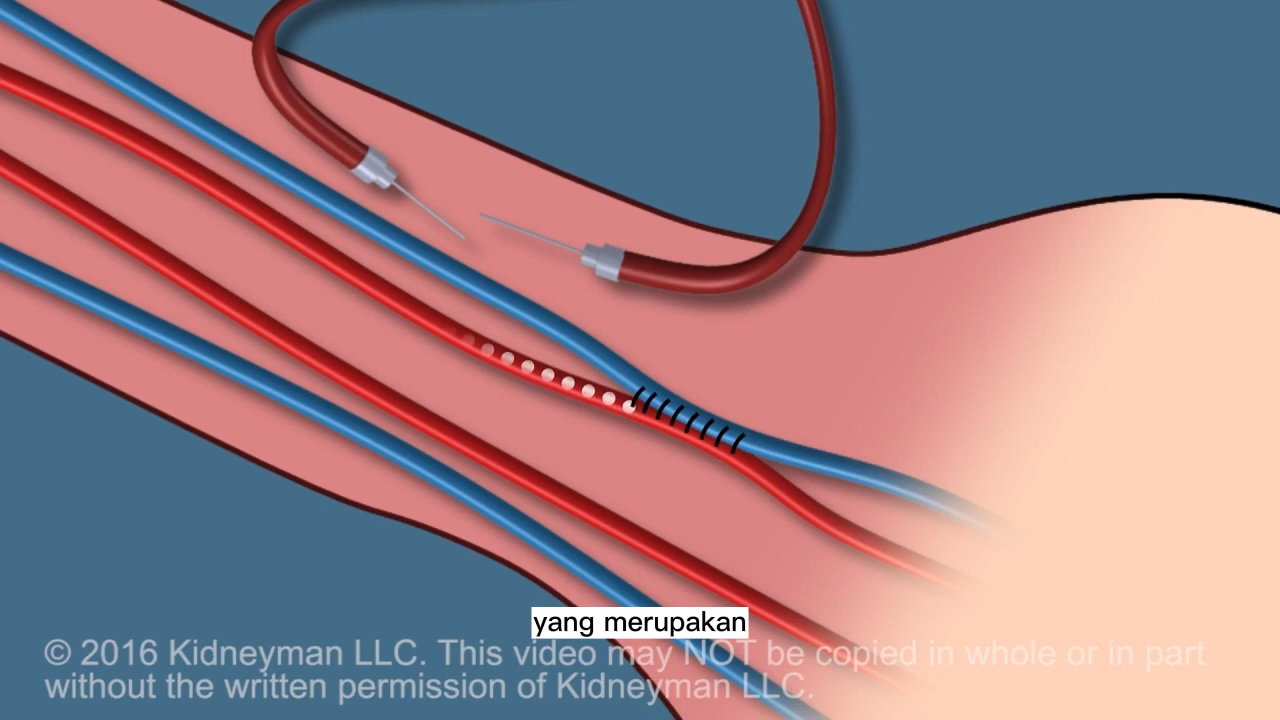 yang merupakan
© 2016 Kidneyman LLC. This video may NOT be copied in whole or in part
without the written permission of Kidneyman LLC.